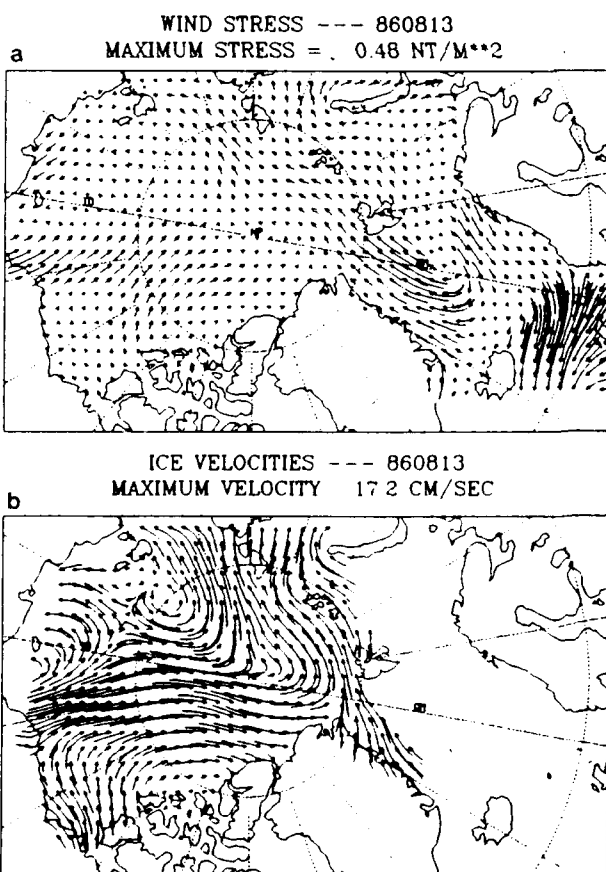 WIND STRESS --- 860813
a
MAXIMUM STRESS = . 0.48 NT/M**2
ICE VELOCITIES --- 860813
b
MAXIMUM VELOCITY 17 2 CM/SEC